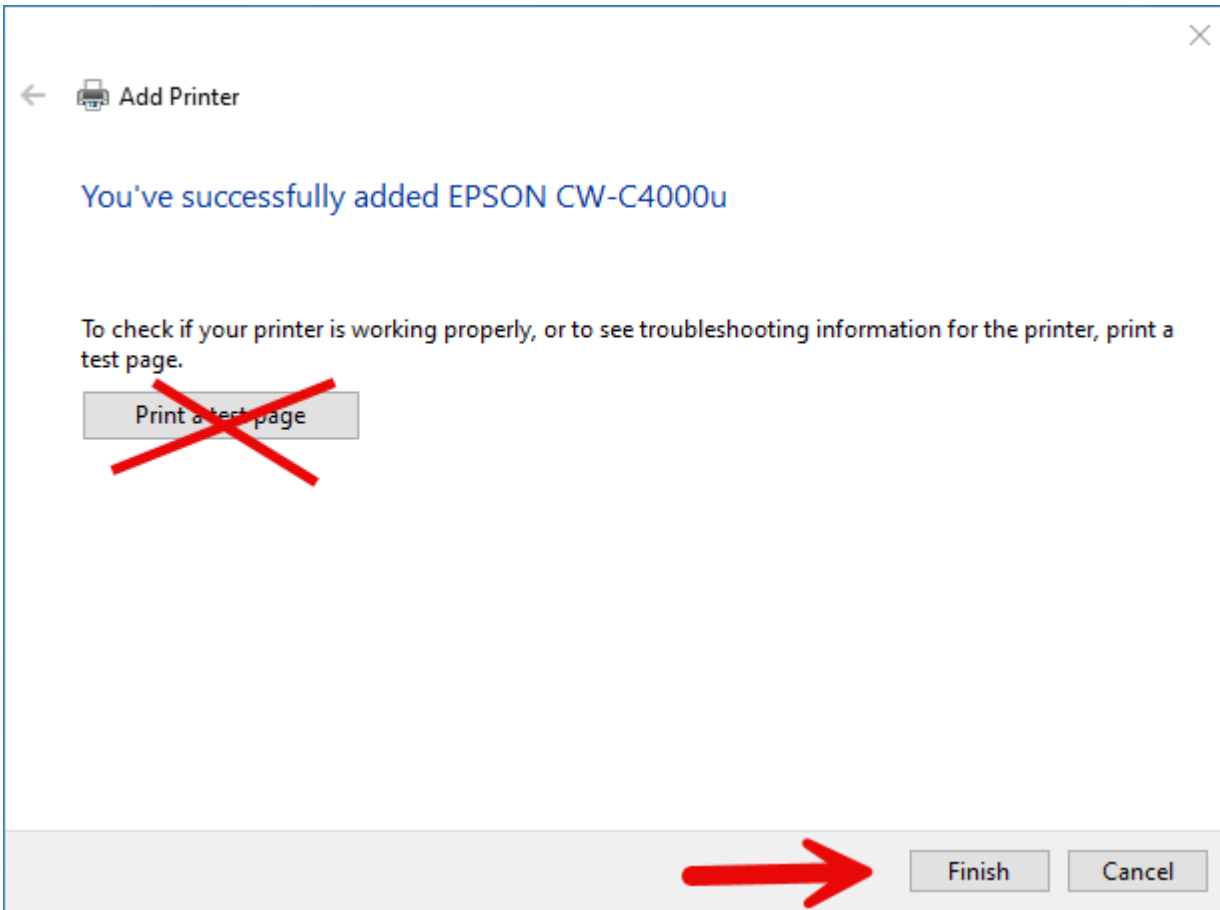 Add Printer
You've successfully added EPSON CW-C4000u
To check if your printer is working properly, or to see troubleshooting information for the printer, print a
test page.
Print a test page
Finish
Cancel